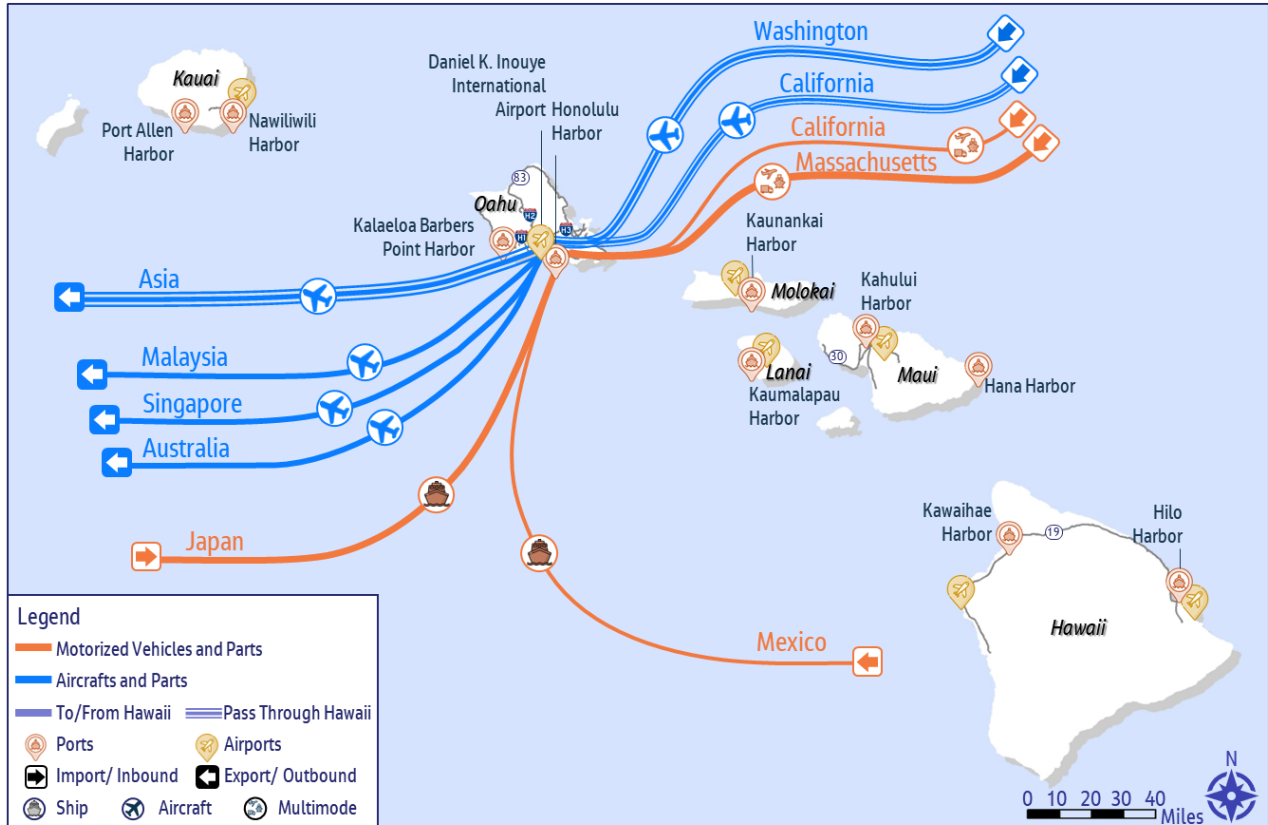 Washington
Daniel K. Inouye
International
Airport
Honolulu
Harbor
California
California
Massachusetts
Kauai
Port Allen
Harbor
Nawiliwili
Harbor
83
Oahu
H2
H1
H3
Kalaeloa Barbers
Point Harbor
Kaunankai
Harbor
Molokai
Kahului
Harbor
30
Lanai
Maui
Kaumalapau
Harbor
Hana Harbor
Asia
Malaysia
Singapore
Australia
Japan
Mexico
Kawaihae
Harbor
19
Hilo
Harbor
Hawaii
Legend
Motorized Vehicles and Parts
Aircrafts and Parts
To/From Hawaii
Pass Through Hawaii
Ports
Airports
Import/ Inbound
Export/ Outbound
Ship
Aircraft
Multimode
N
0 10 20 30 40
Miles